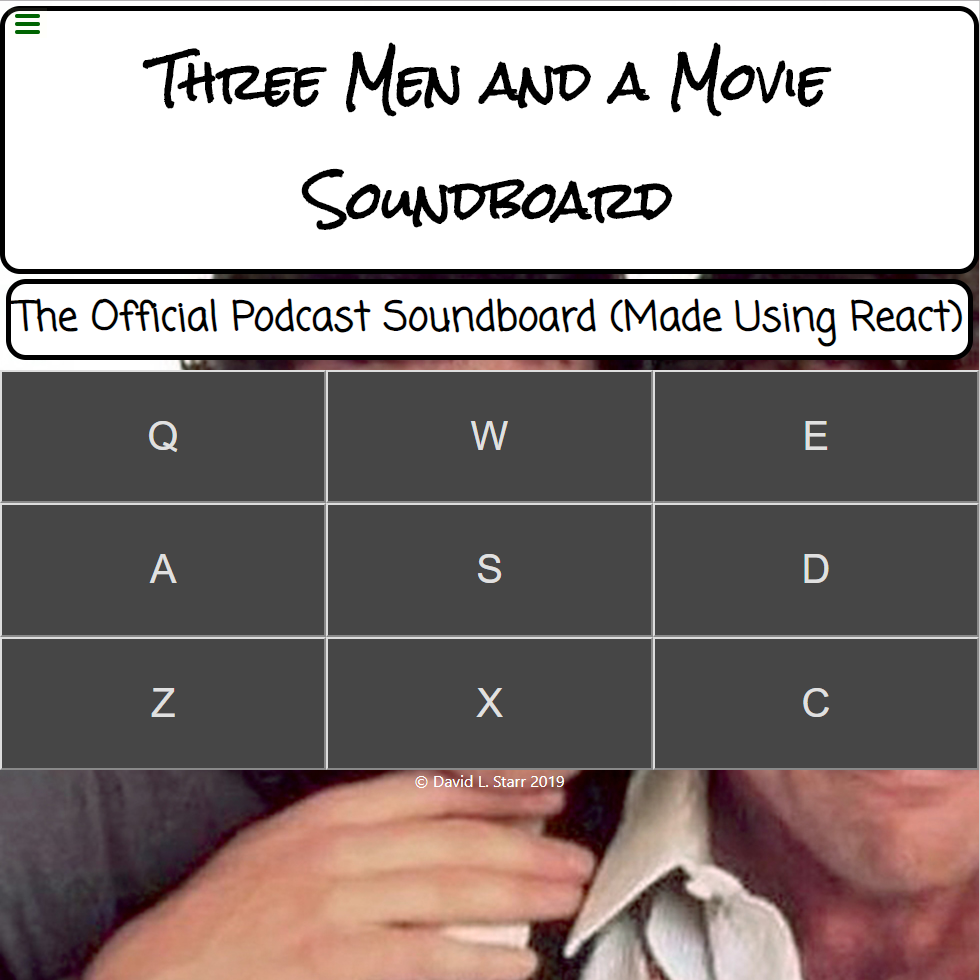 Three Men and a Movie
Soundboard
The Official Podcast Soundboard (Made Using React)
Q W E
A S D
Z X C
© David L. Starr 2019